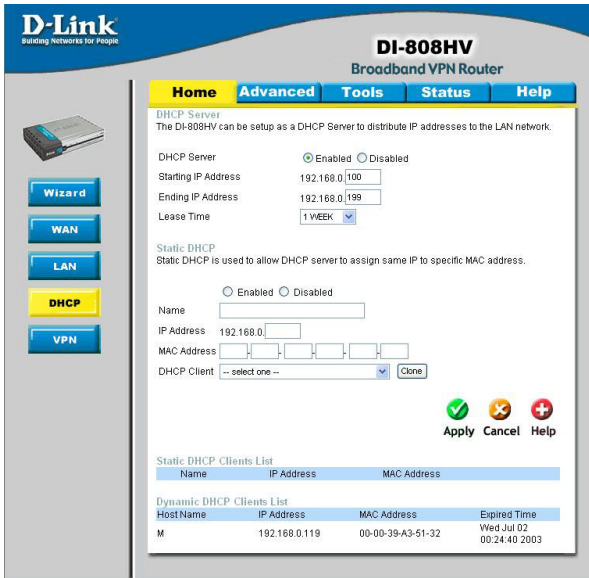 D-Link
Building Networks for People
DI-808HV
Broadband VPN Router
Home Advanced Tools Status Help
Wizard
WAN
LAN
DHCP
VPN
DHCP Server
The DI-808HV can be setup as a DHCP Server to distribute IP addresses to the LAN network.
DHCP Server Enabled Disabled
Starting IP Address 192.168.0. 100
Ending IP Address 192.168.0. 199
Lease Time 1 WEEK
Static DHCP
Static DHCP is used to allow DHCP server to assign same IP to specific MAC address.
Enabled Disabled
Name
IP Address 192.168.0.
MAC Address - - - - -
DHCP Client -- select one -- Clone
Apply Cancel Help
Static DHCP Clients List
Name IP Address MAC Address
Dynamic DHCP Clients List
Host Name IP Address MAC Address Expired Time
M 192.168.0.119 00-00-39-A3-51-32 Wed Jul 02
00:24:40 2003